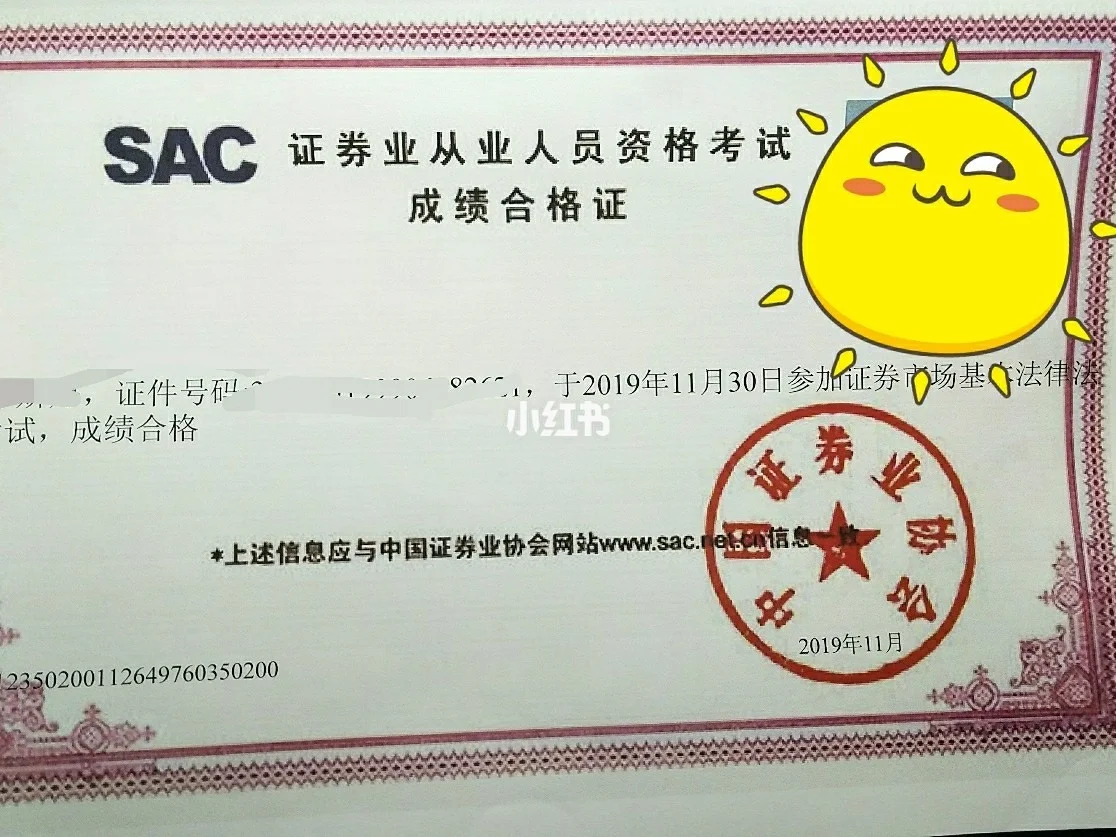 SAC 证券业从业人员资格考试
成绩合格证
，证件号码:，于2019年11月30日参加证券市场基本法律法
试，成绩合格
小红书
*上述信息应与中国证券业协会网站www.sac.net.cn信息一致
中国证券业协会
2019年11月